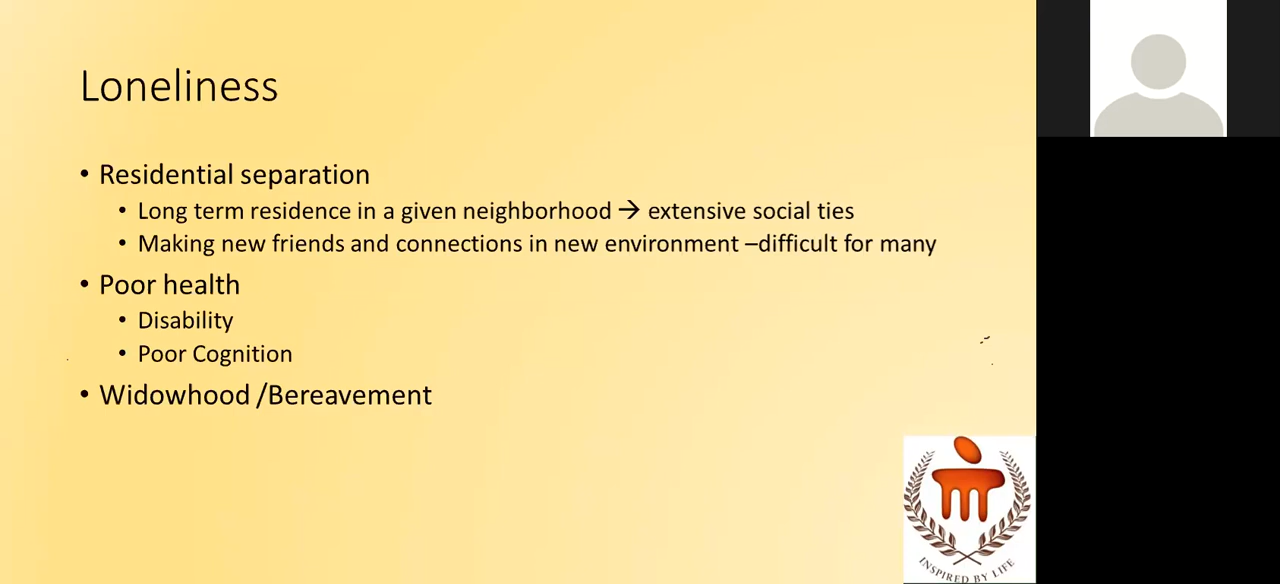 Loneliness
• Residential separation
• Long term residence in a given neighborhood → extensive social ties
• Making new friends and connections in new environment –difficult for many
• Poor health
• Disability
• Poor Cognition
• Widowhood /Bereavement
INSPIRED BY LIFE